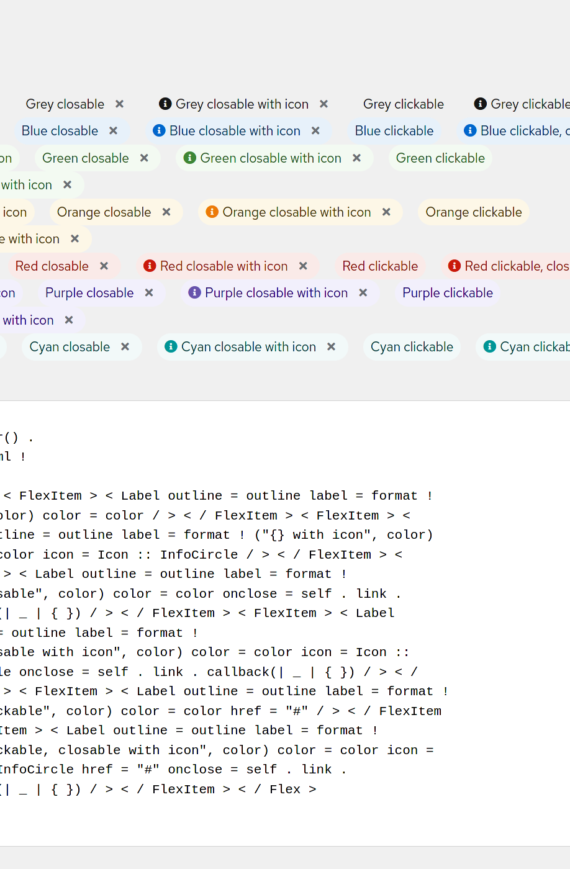 Grey closable × Grey closable with icon × Grey clickable Grey clickable
Blue closable × Blue closable with icon × Blue clickable Blue clickable, c
on Green closable × Green closable with icon × Green clickable
with icon ×
icon Orange closable × Orange closable with icon × Orange clickable
e with icon ×
Red closable × Red closable with icon × Red clickable Red clickable, clos
on Purple closable × Purple closable with icon × Purple clickable
with icon ×
Cyan closable × Cyan closable with icon × Cyan clickable Cyan clickab
r() .
ml !
< FlexItem > < Label outline = outline label = format !
olor) color = color / > < / FlexItem > < FlexItem > <
tline = outline label = format ! ("{} with icon", color)
color icon = Icon :: InfoCircle / > < / FlexItem > <
> < Label outline = outline label = format !
sable", color) color = color onclose = self . link .
(| _ | { }) / > < / FlexItem > < FlexItem > < Label
= outline label = format !
sable with icon", color) color = color icon = Icon ::
le onclose = self . link . callback(| _ | { }) / > < /
> < FlexItem > < Label outline = outline label = format !
ckable", color) color = color href = "#" / > < / FlexItem
Item > < Label outline = outline label = format !
ckable, closable with icon", color) color = color icon =
InfoCircle href = "#" onclose = self . link .
(| _ | { }) / > < / FlexItem > < / Flex >